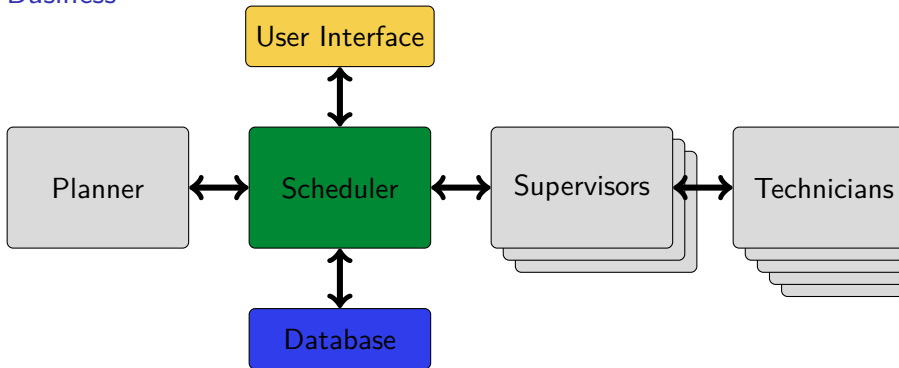 Business
User Interface
Planner
Scheduler
Supervisors
Technicians
Database